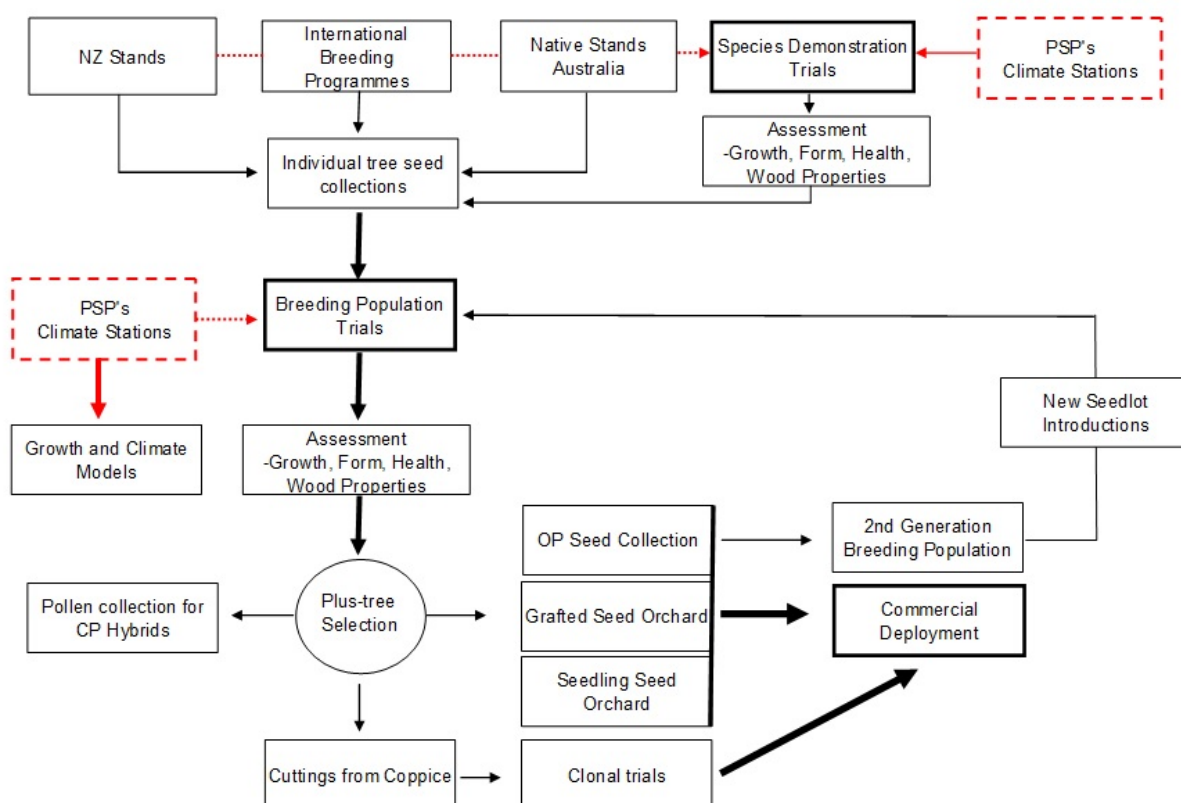 NZ Stands
International
Breeding
Programmes
Native Stands
Australia
Species Demonstration
Trials
PSP's
Climate Stations
Individual tree seed
collections
Assessment
-Growth, Form, Health,
Wood Properties
PSP's
Climate Stations
Breeding Population
Trials
New Seedlot
Introductions
Growth and Climate
Models
Assessment
-Growth, Form, Health,
Wood Properties
OP Seed Collection
2nd Generation
Breeding Population
Pollen collection for
CP Hybrids
Plus-tree
Selection
Grafted Seed Orchard
Commercial
Deployment
Seedling Seed
Orchard
Cuttings from Coppice
Clonal trials